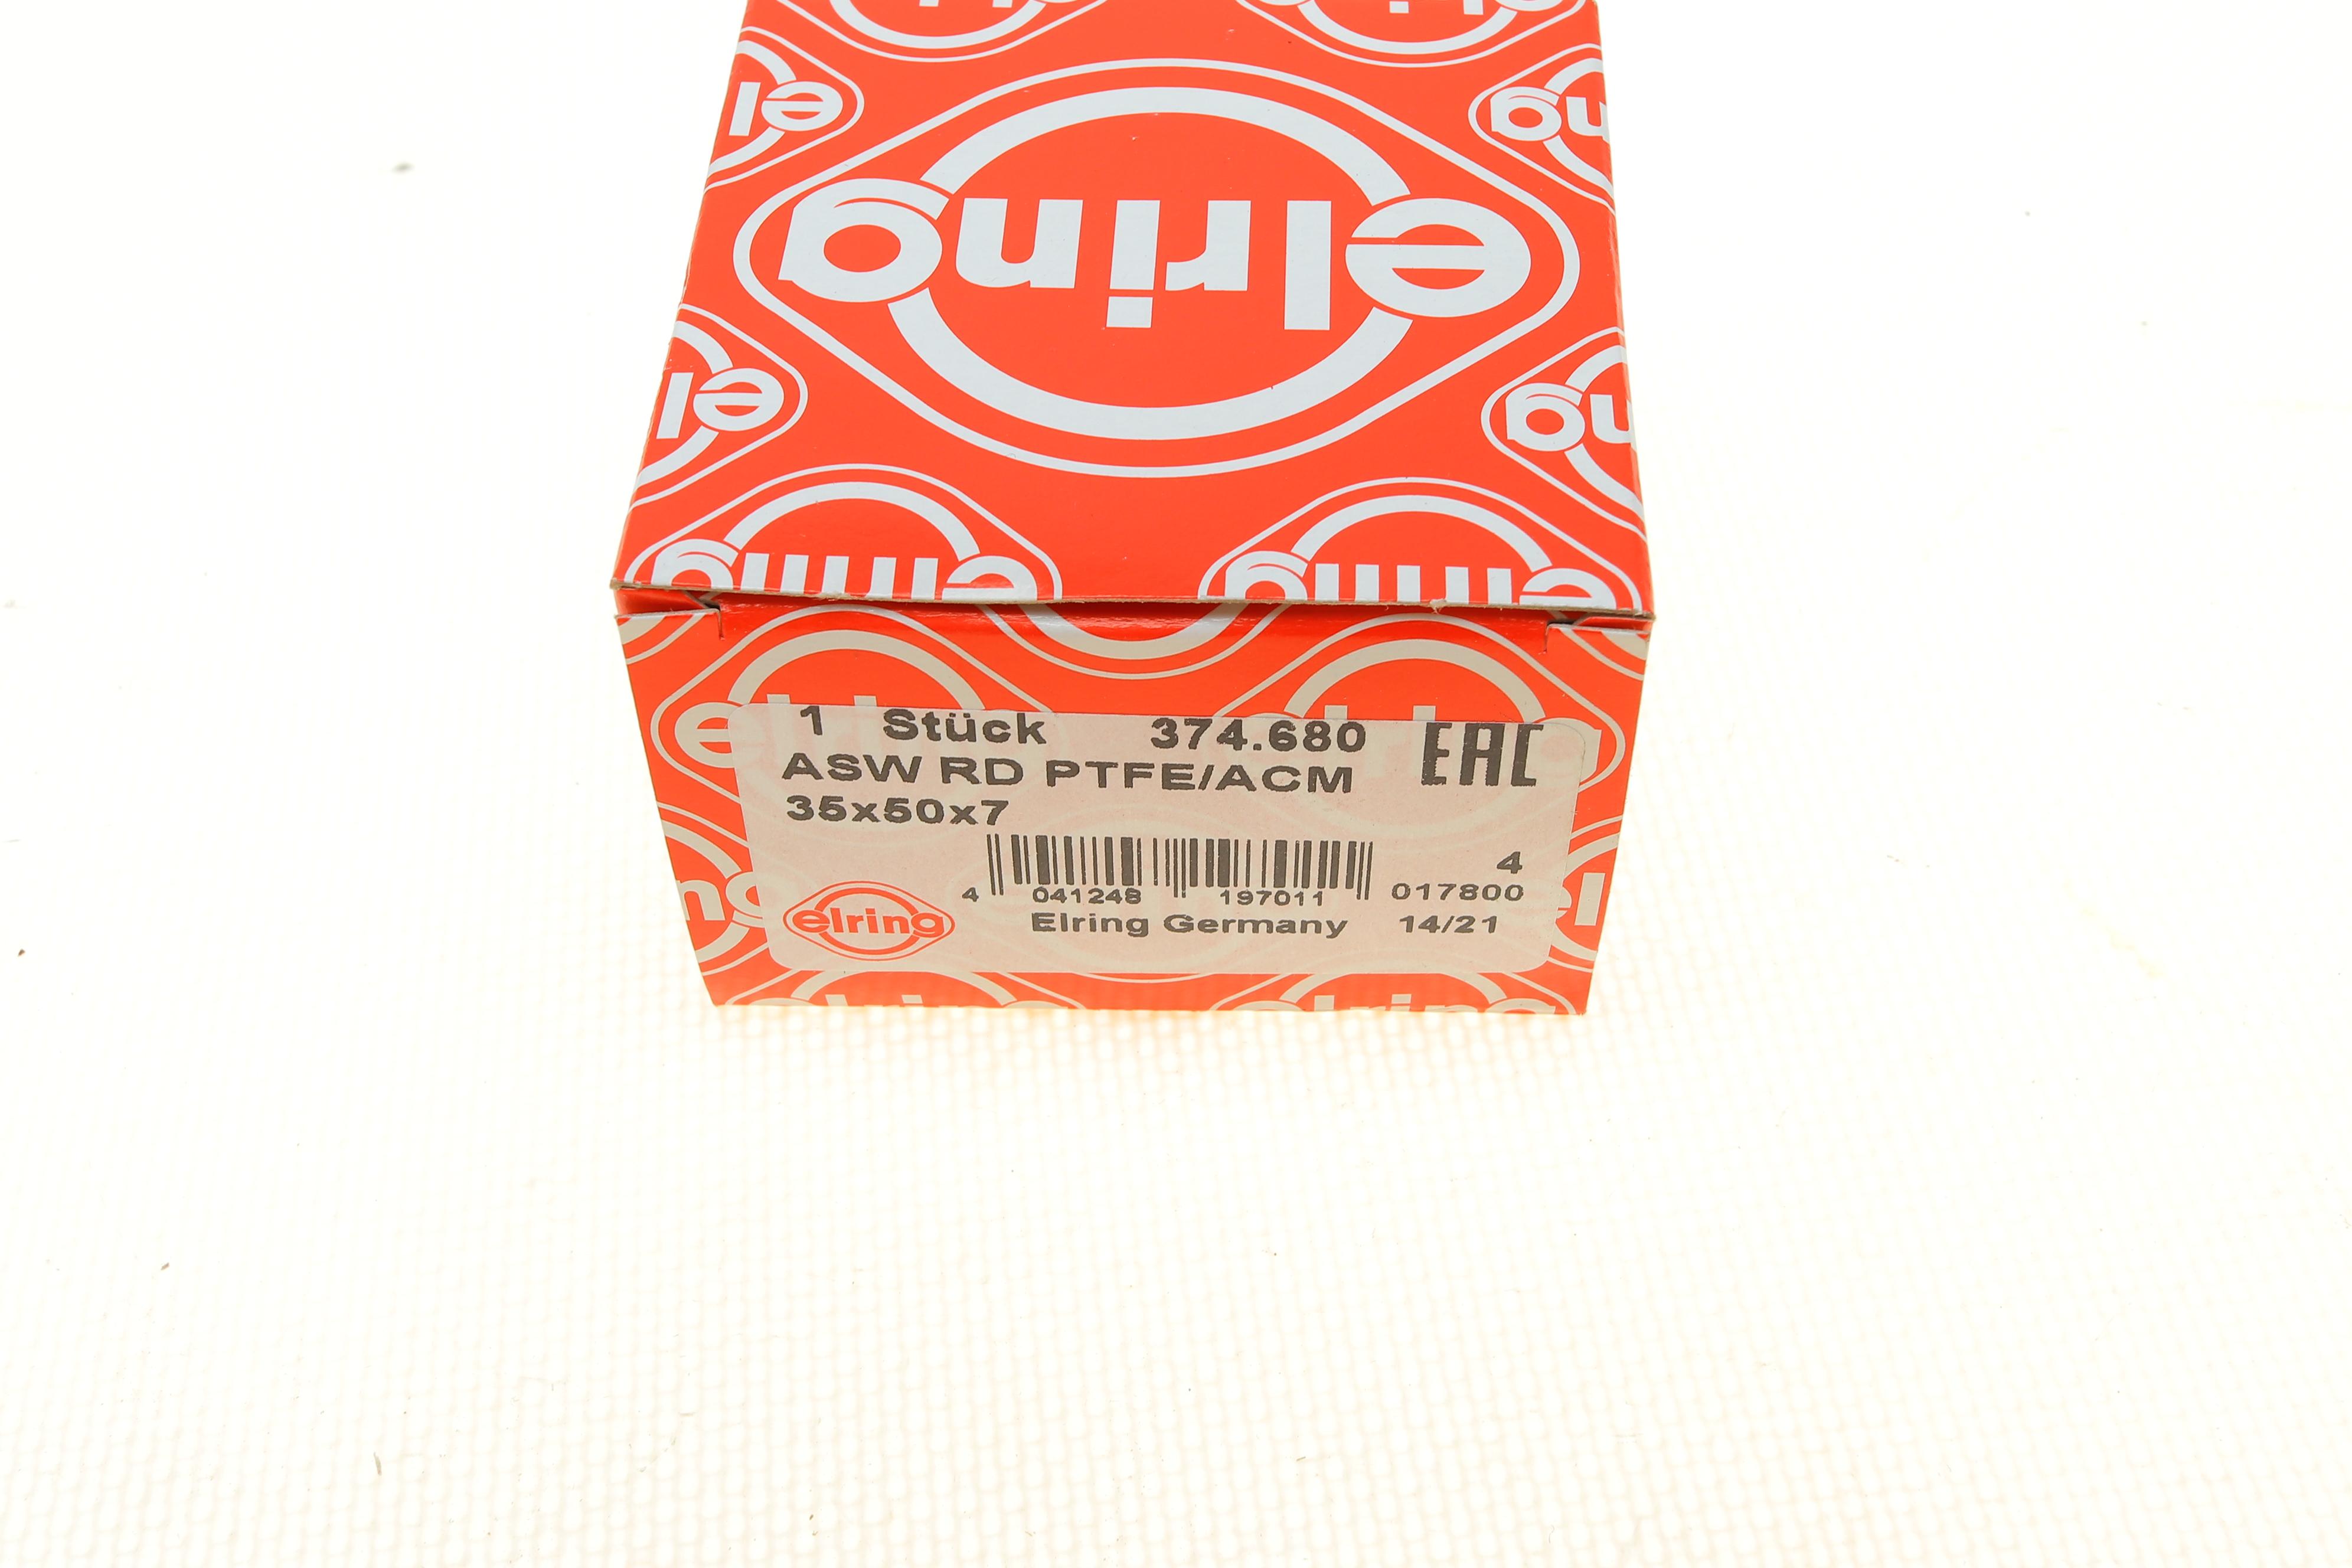 elring
1 Stück 374.680 EAC
ASW RD PTFE/ACM
35x50x7
4 041248 197011
4
017800
elring
Elring Germany 14/21